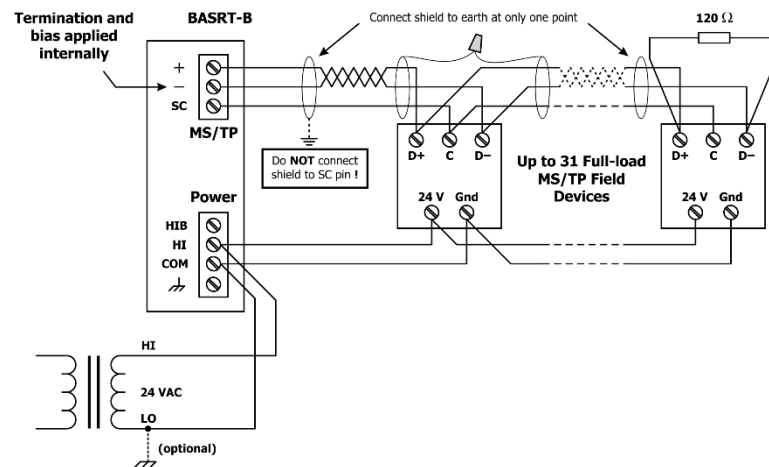 Termination and
bias applied
internally
BASRT-B
Connect shield to earth at only one point
120 Ω
+
−
SC
MS/TP
Do NOT connect
shield to SC pin !
D+ C D−
Up to 31 Full-load
MS/TP Field
Devices
D+ C D−
24 V Gnd
24 V Gnd
Power
HIB
HI
COM
HI
24 VAC
LO
(optional)